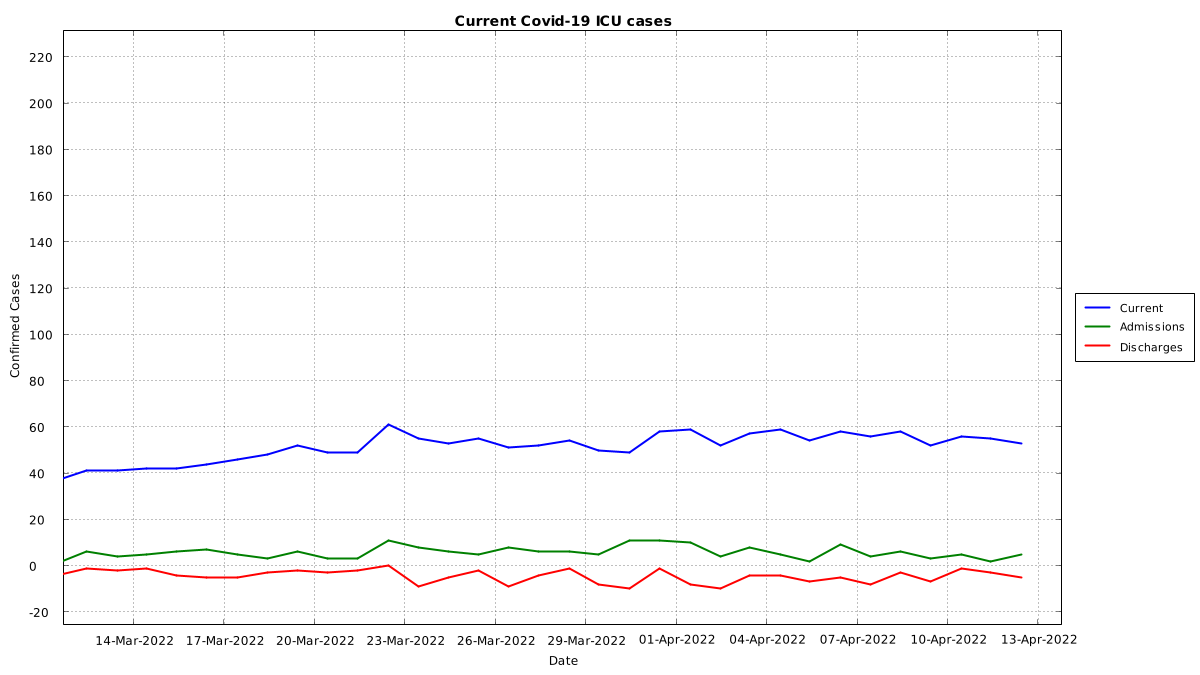 Current Covid-19 ICU cases
220
200
180
160
140
120
100
80
60
40
20
0
-20
Confirmed Cases
14-Mar-2022 17-Mar-2022 20-Mar-2022 23-Mar-2022 26-Mar-2022 29-Mar-2022 01-Apr-2022 04-Apr-2022 07-Apr-2022 10-Apr-2022 13-Apr-2022
Date
Current
Admissions
Discharges